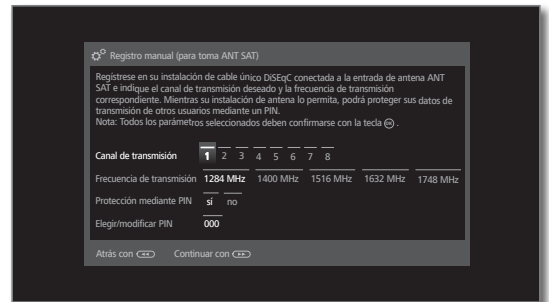 Registro manual (para toma ANT SAT)
Regístrese en su instalación de cable único DiSEqC conectada a la entrada de antena ANT
SAT e indique el canal de transmisión deseado y la frecuencia de transmisión
correspondiente. Mientras su instalación de antena lo permita, podrá proteger sus datos de
transmisión de otros usuarios mediante un PIN.
Nota: Todos los parámetros seleccionados deben confirmarse con la tecla OK .
Canal de transmisión 1 2 3 4 5 6 7 8
Frecuencia de transmisión 1284 MHz 1400 MHz 1516 MHz 1632 MHz 1748 MHz
Protección mediante PIN sí no
Elegir/modificar PIN 000
Atrás con ◄◄ Continuar con ►►